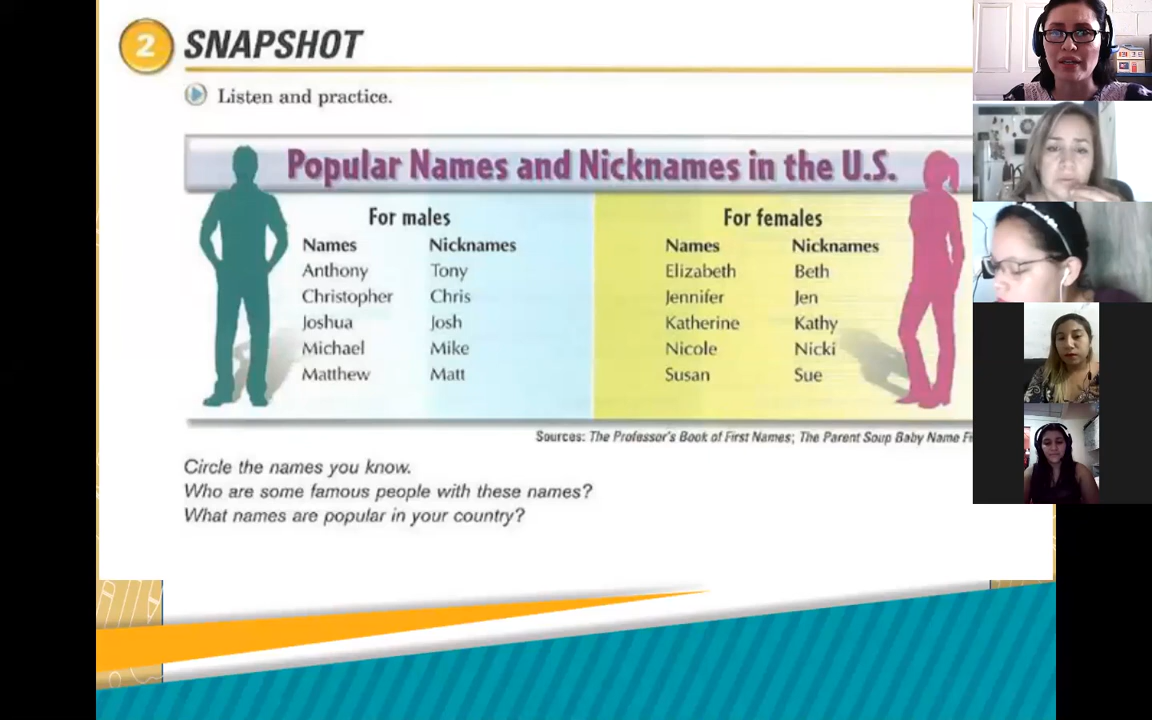 2 SNAPSHOT
Listen and practice.
Popular Names and Nicknames in the U.S.
For males
Names Nicknames
Anthony Tony
Christopher Chris
Joshua Josh
Michael Mike
Matthew Matt
For females
Names Nicknames
Elizabeth Beth
Jennifer Jen
Katherine Kathy
Nicole Nicki
Susan Sue
Sources: The Professor's Book of First Names; The Parent Soup Baby Name
Circle the names you know.
Who are some famous people with these names?
What names are popular in your country?